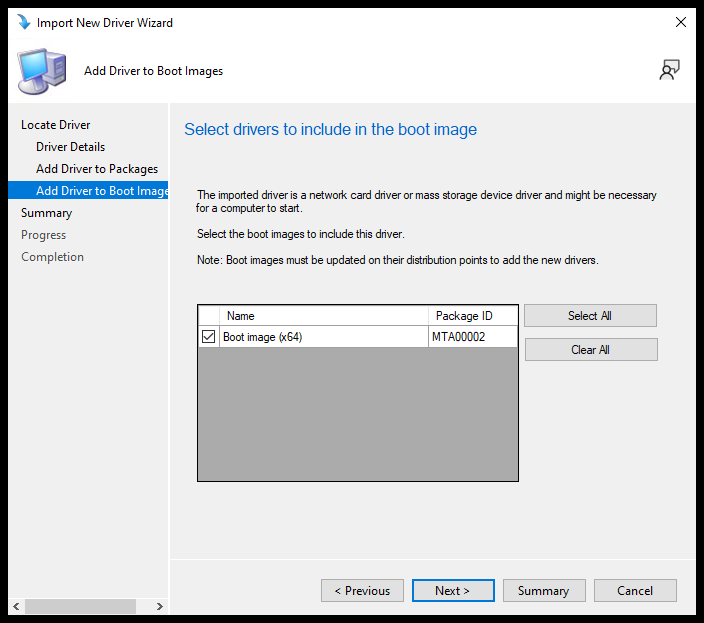 Import New Driver Wizard
Add Driver to Boot Images
Locate Driver
Driver Details
Add Driver to Packages
Add Driver to Boot Image
Summary
Progress
Completion
Select drivers to include in the boot image
The imported driver is a network card driver or mass storage device driver and might be necessary
for a computer to start.
Select the boot images to include this driver.
Note: Boot images must be updated on their distribution points to add the new drivers.
Name Package ID
Boot image (x64) MTA00002
Select All
Clear All
< Previous Next > Summary Cancel